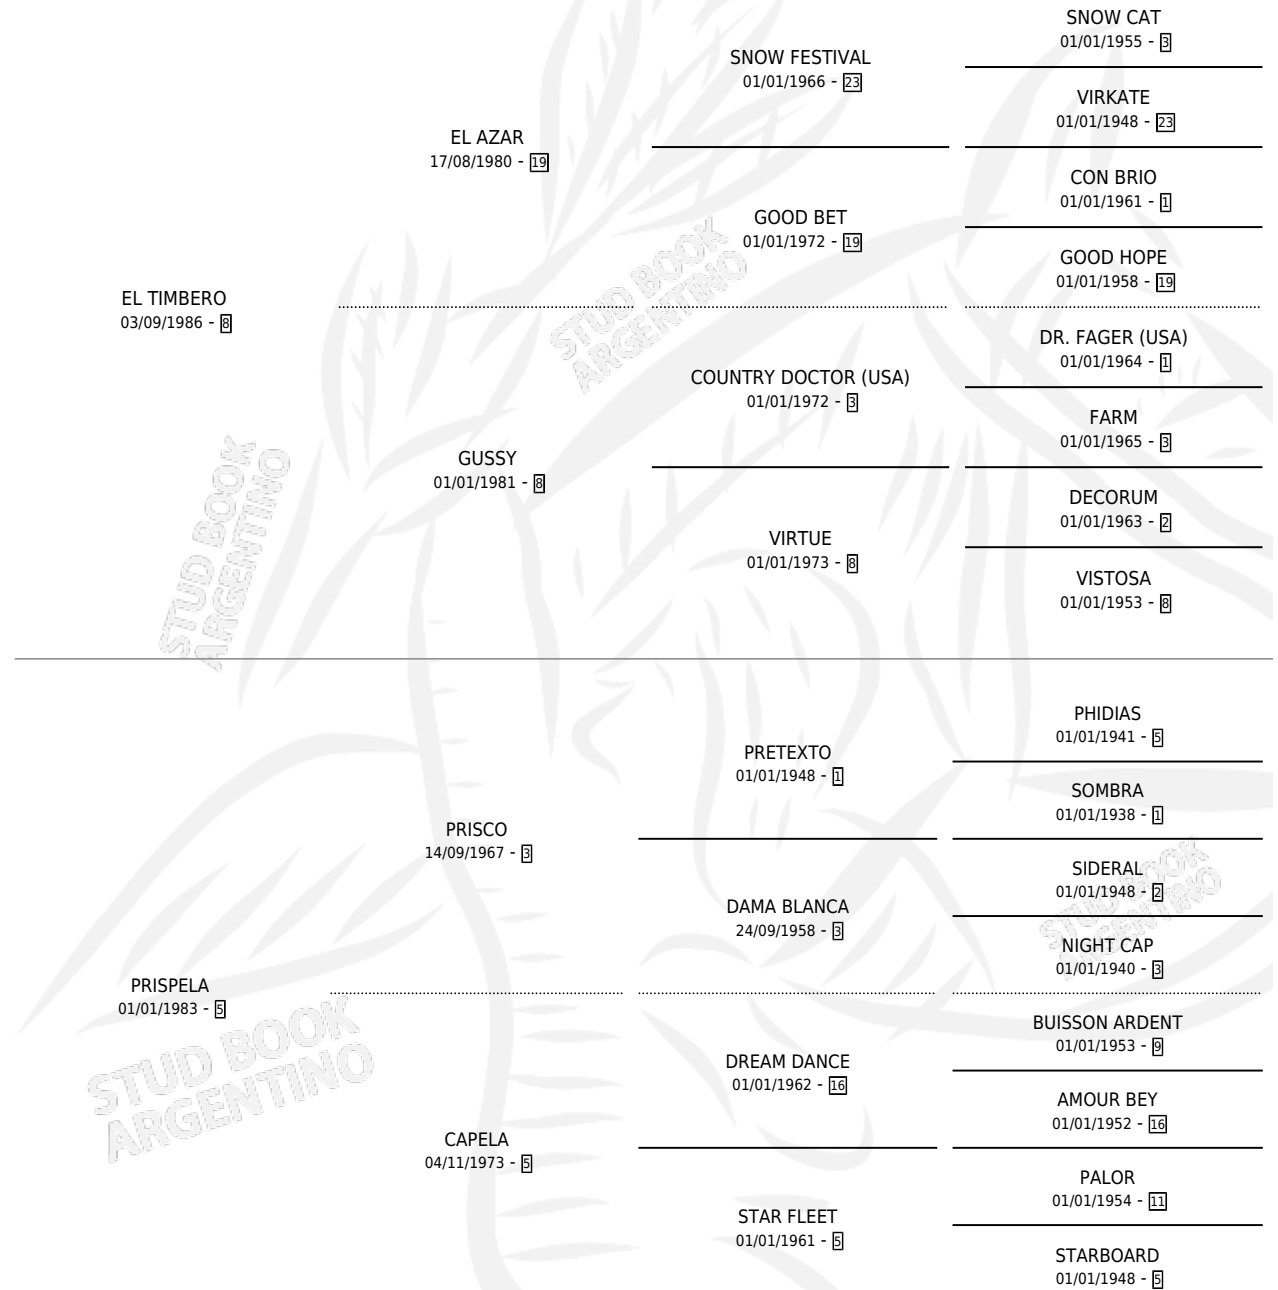 SNOW CAT
01/01/1955 - 3
SNOW FESTIVAL
01/01/1966 - 23
VIRKATE
01/01/1948 - 23
EL AZAR
17/08/1980 - 19
CON BRIO
01/01/1961 - 1
GOOD BET
01/01/1972 - 19
GOOD HOPE
01/01/1958 - 19
EL TIMBERO
03/09/1986 - 8
DR. FAGER (USA)
01/01/1964 - 1
COUNTRY DOCTOR (USA)
01/01/1972 - 3
FARM
01/01/1965 - 3
GUSSY
01/01/1981 - 8
DECORUM
01/01/1963 - 2
VIRTUE
01/01/1973 - 8
VISTOSA
01/01/1953 - 8
PHIDIAS
01/01/1941 - 5
PRETEXTO
01/01/1948 - 1
SOMBRA
01/01/1938 - 1
PRISCO
14/09/1967 - 3
SIDERAL
01/01/1948 - 2
DAMA BLANCA
24/09/1958 - 3
NIGHT CAP
01/01/1940 - 3
PRISPELA
01/01/1983 - 5
BUISSON ARDENT
01/01/1953 - 9
DREAM DANCE
01/01/1962 - 16
AMOUR BEY
01/01/1952 - 16
CAPELA
04/11/1973 - 5
PALOR
01/01/1954 - 11
STAR FLEET
01/01/1961 - 5
STARBOARD
01/01/1948 - 5
STUD BOOK
ARGENTINO
STUD BOOK
ARGENTINO
STUD BOOK
ARGENTINO
STUD BOOK
ARGENTINO